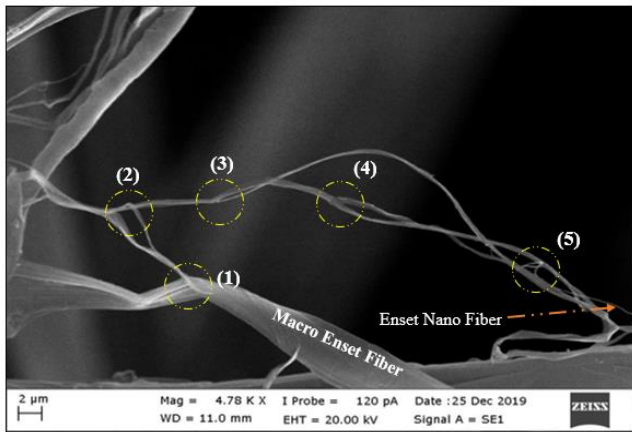 (1)
(2)
(3)
(4)
(5)
Enset Nano Fiber
Macro Enset Fiber
2 µm
Mag = 4.78 K X I Probe = 120 pA Date :25 Dec 2019
WD = 11.0 mm EHT = 20.00 kV Signal A = SE1
ZEISS